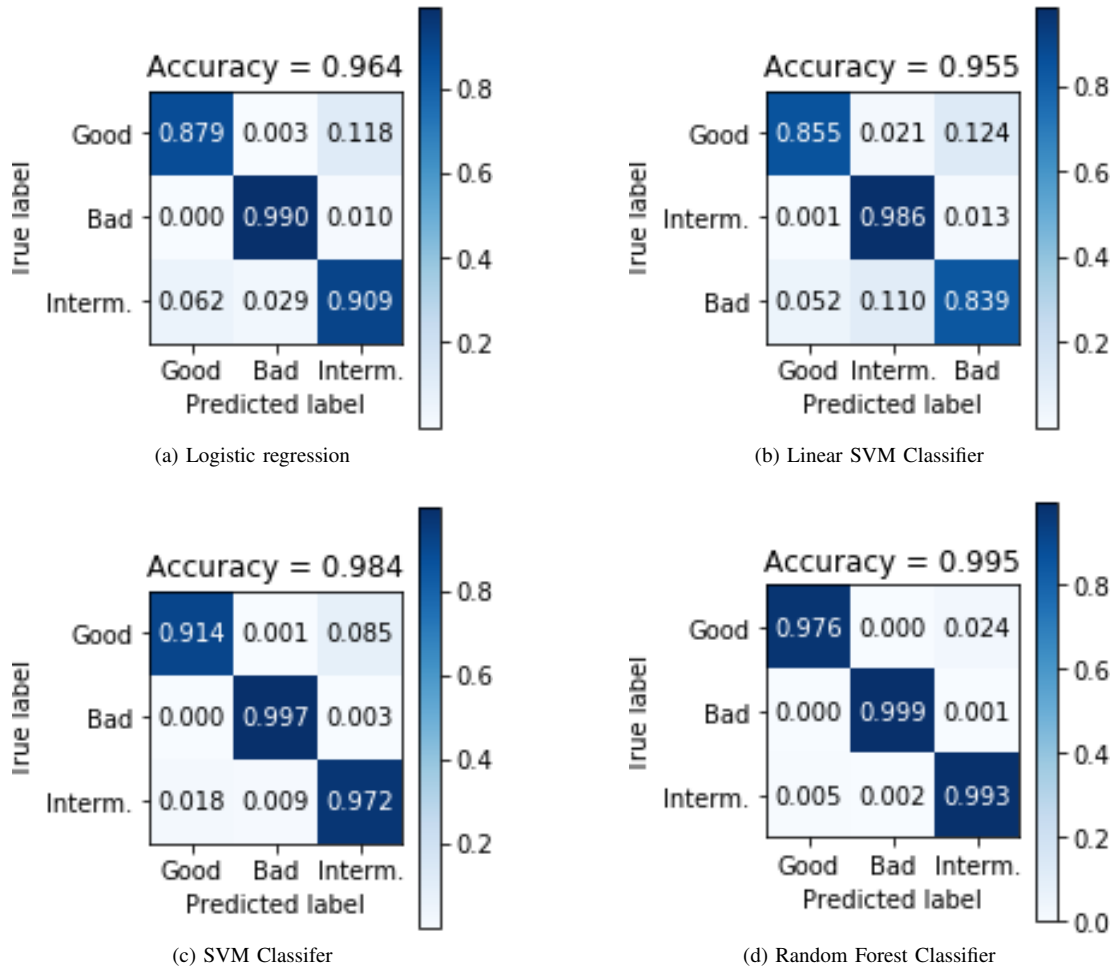 Accuracy = 0.964
True label
Good 0.879 0.003 0.118
Bad 0.000 0.990 0.010
Interm. 0.062 0.029 0.909
Good Bad Interm.
Predicted label
0.8
0.6
0.4
0.2
(a) Logistic regression
Accuracy = 0.955
True label
Good 0.855 0.021 0.124
Interm. 0.001 0.986 0.013
Bad 0.052 0.110 0.839
Good Interm. Bad
Predicted label
0.8
0.6
0.4
0.2
(b) Linear SVM Classifier
Accuracy = 0.984
True label
Good 0.914 0.001 0.085
Bad 0.000 0.997 0.003
Interm. 0.018 0.009 0.972
Good Bad Interm.
Predicted label
0.8
0.6
0.4
0.2
(c) SVM Classifer
Accuracy = 0.995
True label
Good 0.976 0.000 0.024
Bad 0.000 0.999 0.001
Interm. 0.005 0.002 0.993
Good Bad Interm.
Predicted label
0.8
0.6
0.4
0.2
0.0
(d) Random Forest Classifier